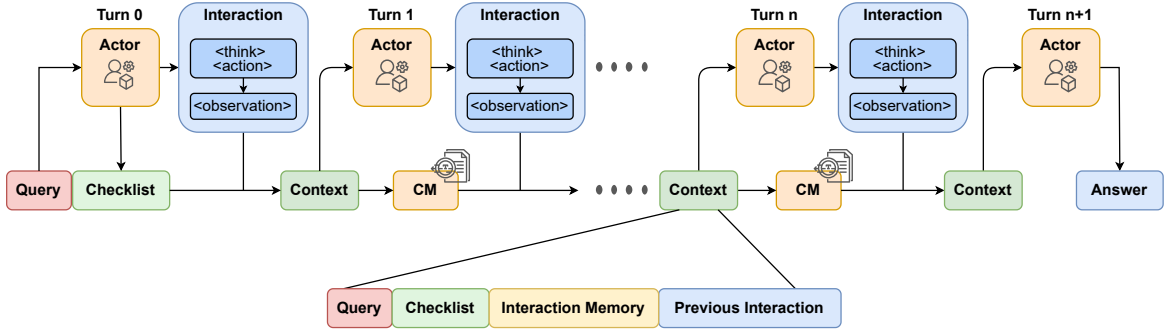 Turn 0
Turn 1
Turn n
Turn n+1
Actor
Interaction
<think>
<action>
<observation>
Actor
Interaction
<think>
<action>
<observation>
Actor
Interaction
<think>
<action>
<observation>
Actor
Query
Checklist
Context
CM
Context
CM
Context
Answer
Query
Checklist
Interaction Memory
Previous Interaction